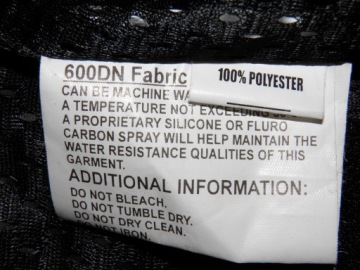 600DN Fabric
100% POLYESTER
CAN BE MACHINE
A TEMPERATURE NOT EXCEEDING
A PROPRIETARY SILICONE OR FLURO
CARBON SPRAY WILL HELP MAINTAIN THE
WATER RESISTANCE QUALITIES OF THIS
GARMENT.
ADDITIONAL INFORMATION:
DO NOT BLEACH.
DO NOT TUMBLE DRY.
DO NOT DRY CLEAN.
DO NOT IRON.